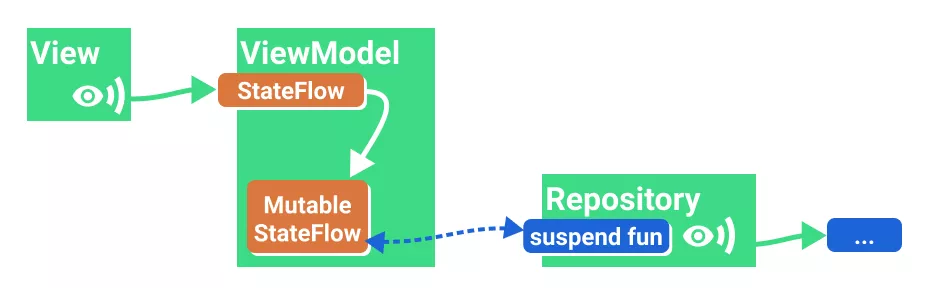 View
ViewModel
StateFlow
Mutable
StateFlow
Repository
suspend fun
...